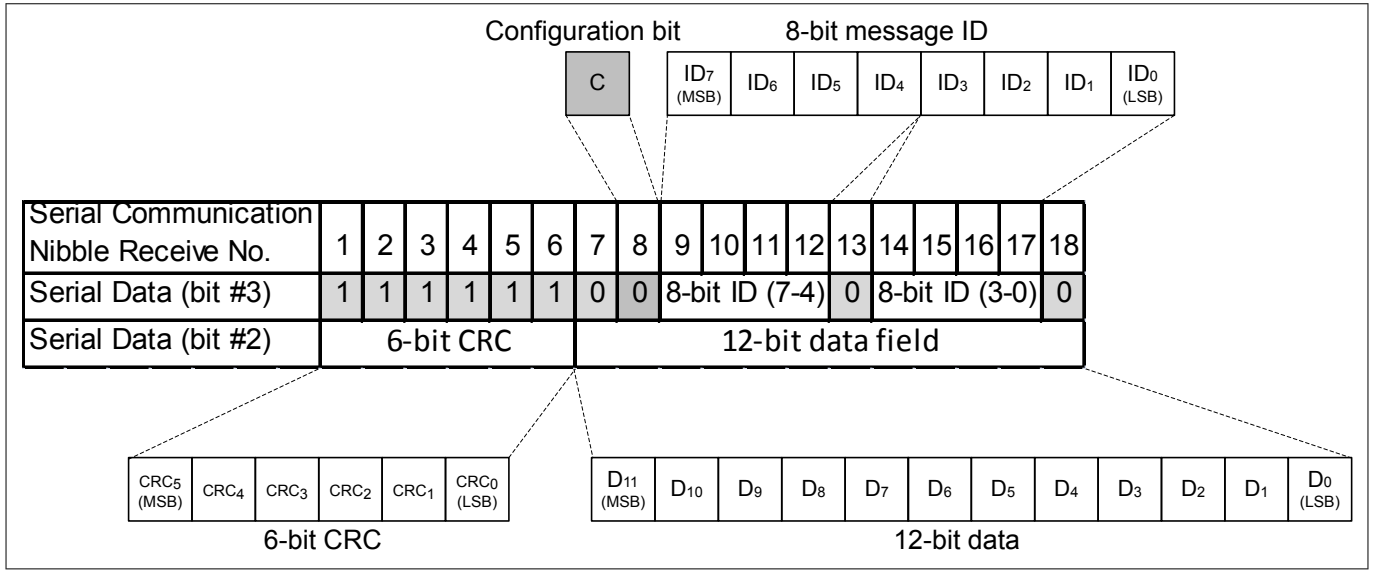 Configuration bit 8-bit message ID
C ID7 (MSB) ID6 ID5 ID4 ID3 ID2 ID1 ID0 (LSB)
Serial Communication Nibble Receive No. 1 2 3 4 5 6 7 8 9 10 11 12 13 14 15 16 17 18
Serial Data (bit #3) 1 1 1 1 1 1 0 0 8-bit ID (7-4) 0 8-bit ID (3-0) 0
Serial Data (bit #2) 6-bit CRC 12-bit data field
CRC5 (MSB) CRC4 CRC3 CRC2 CRC1 CRC0 (LSB) D11 (MSB) D10 D9 D8 D7 D6 D5 D4 D3 D2 D1 D0 (LSB)
6-bit CRC 12-bit data